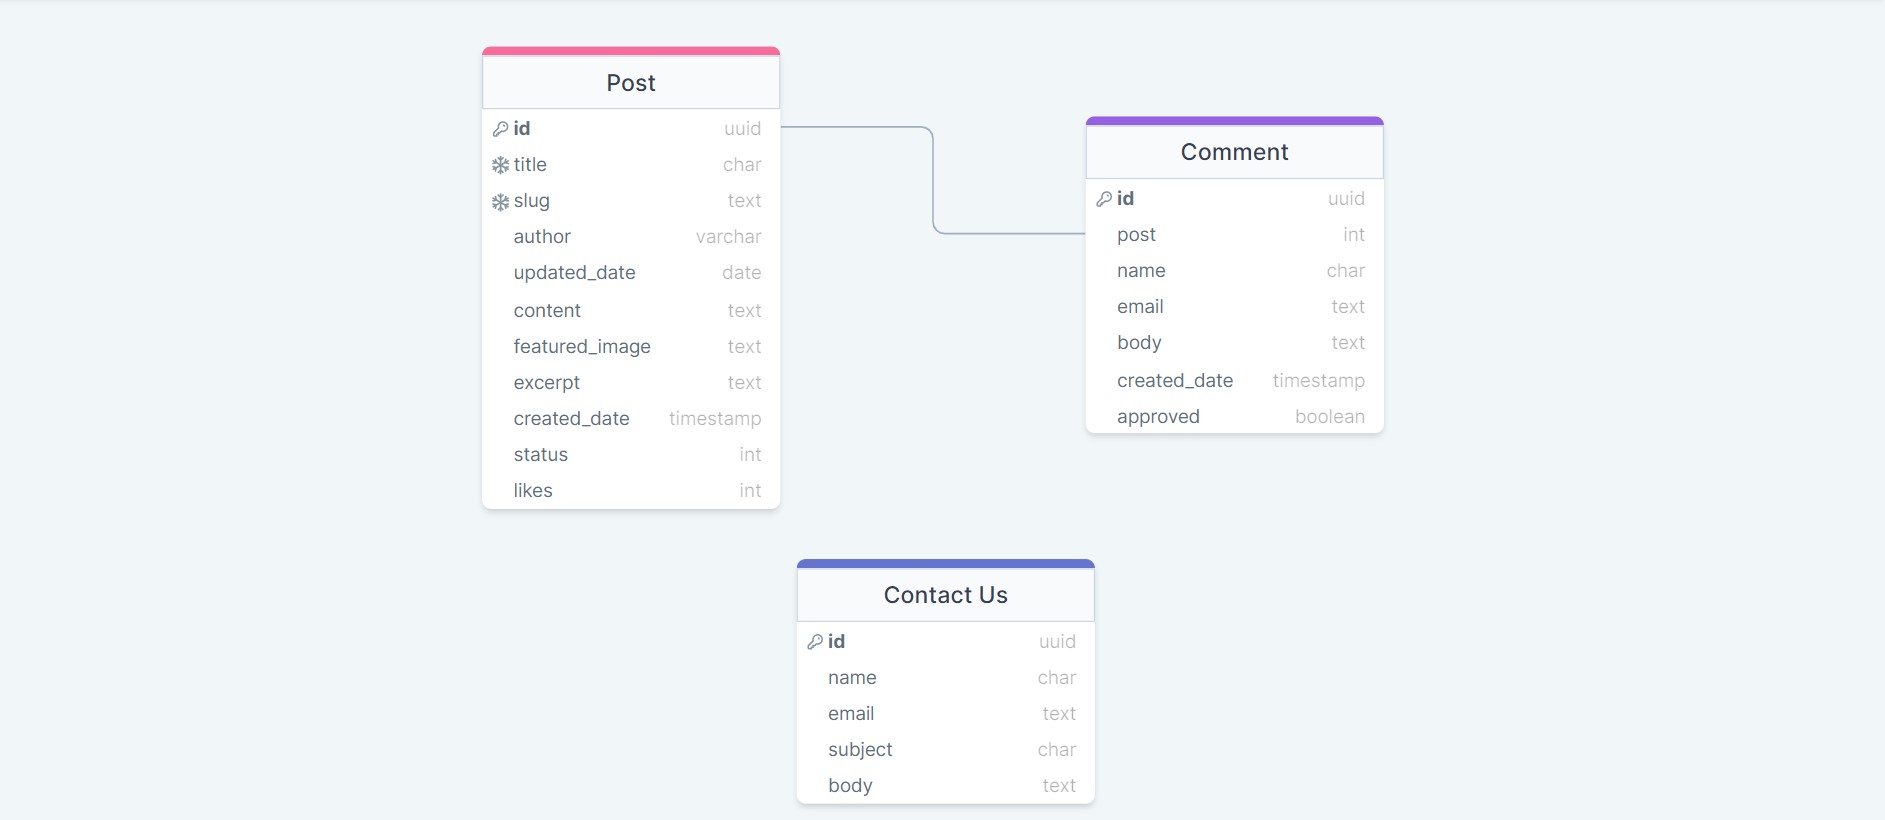 Post
id uuid
title char
slug text
author varchar
updated_date date
content text
featured_image text
excerpt text
created_date timestamp
status int
likes int
Comment
id uuid
post int
name char
email text
body text
created_date timestamp
approved boolean
Contact Us
id uuid
name char
email text
subject char
body text